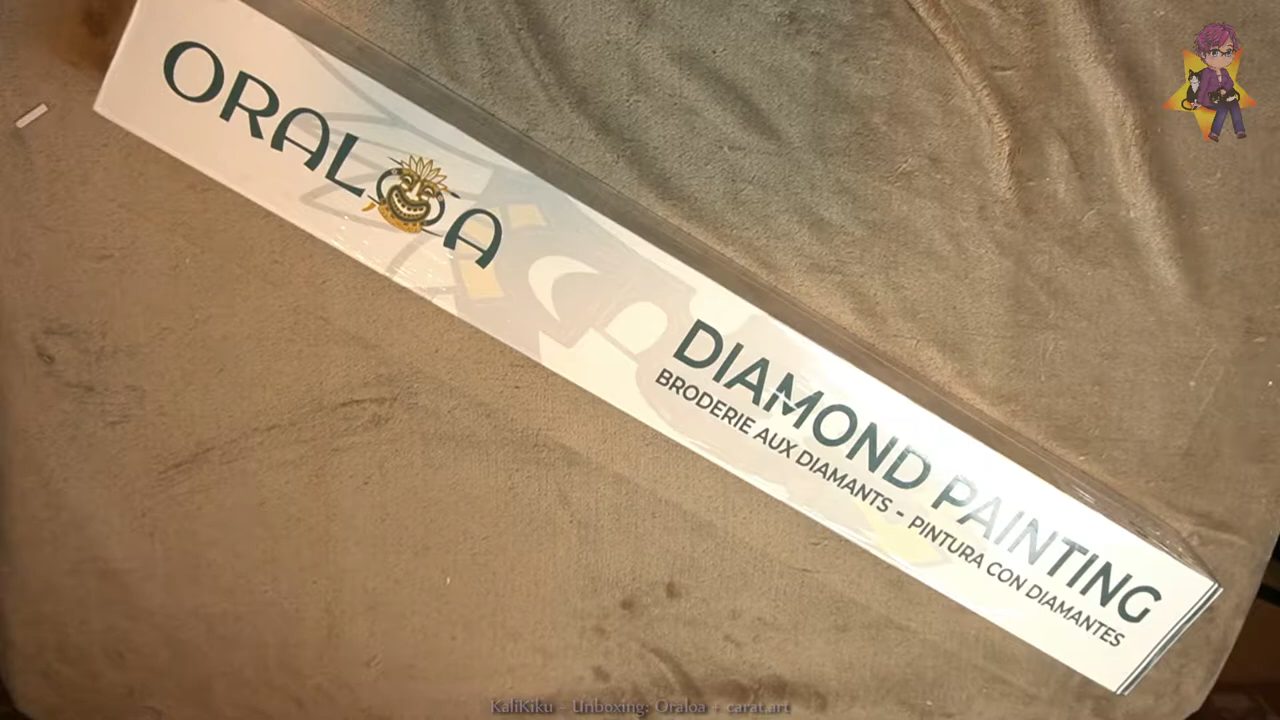 ORALOA
DIAMOND PAINTING
BRODERIE AUX DIAMANTS - PINTURA CON DIAMANTES
KaliKiku - Unboxing: Oraloa + carat.art